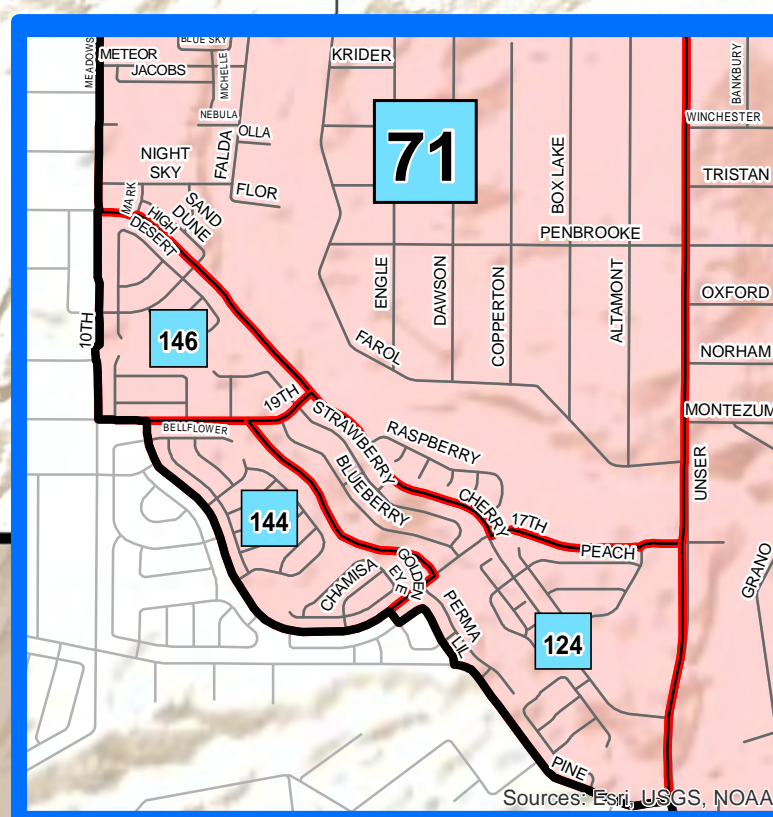 BLUE SKY
MEADOWS
METEOR
JACOBS
MICHELLE
KRIDER
BANKBURY
NEBULA
OLLA
FALDA
71
WINCHESTER
NIGHT
SKY
FLOR
BOX LAKE
TRISTAN
MARK
SAND
DUNE
HIGH
DESERT
PENBROOKE
ENGLE
DAWSON
COPPERTON
ALTAMONT
OXFORD
10TH
146
FAROL
NORHAM
19TH
STRAWBERRY
MONTEZUM
BELLFLOWER
RASPBERRY
UNSER
BLUEBERRY
144
CHERRY
17TH
PEACH
GRANO
CHAMISA
GOLDEN
EYE
PERMA
LIL
124
PINE
Sources: Esri, USGS, NOAA